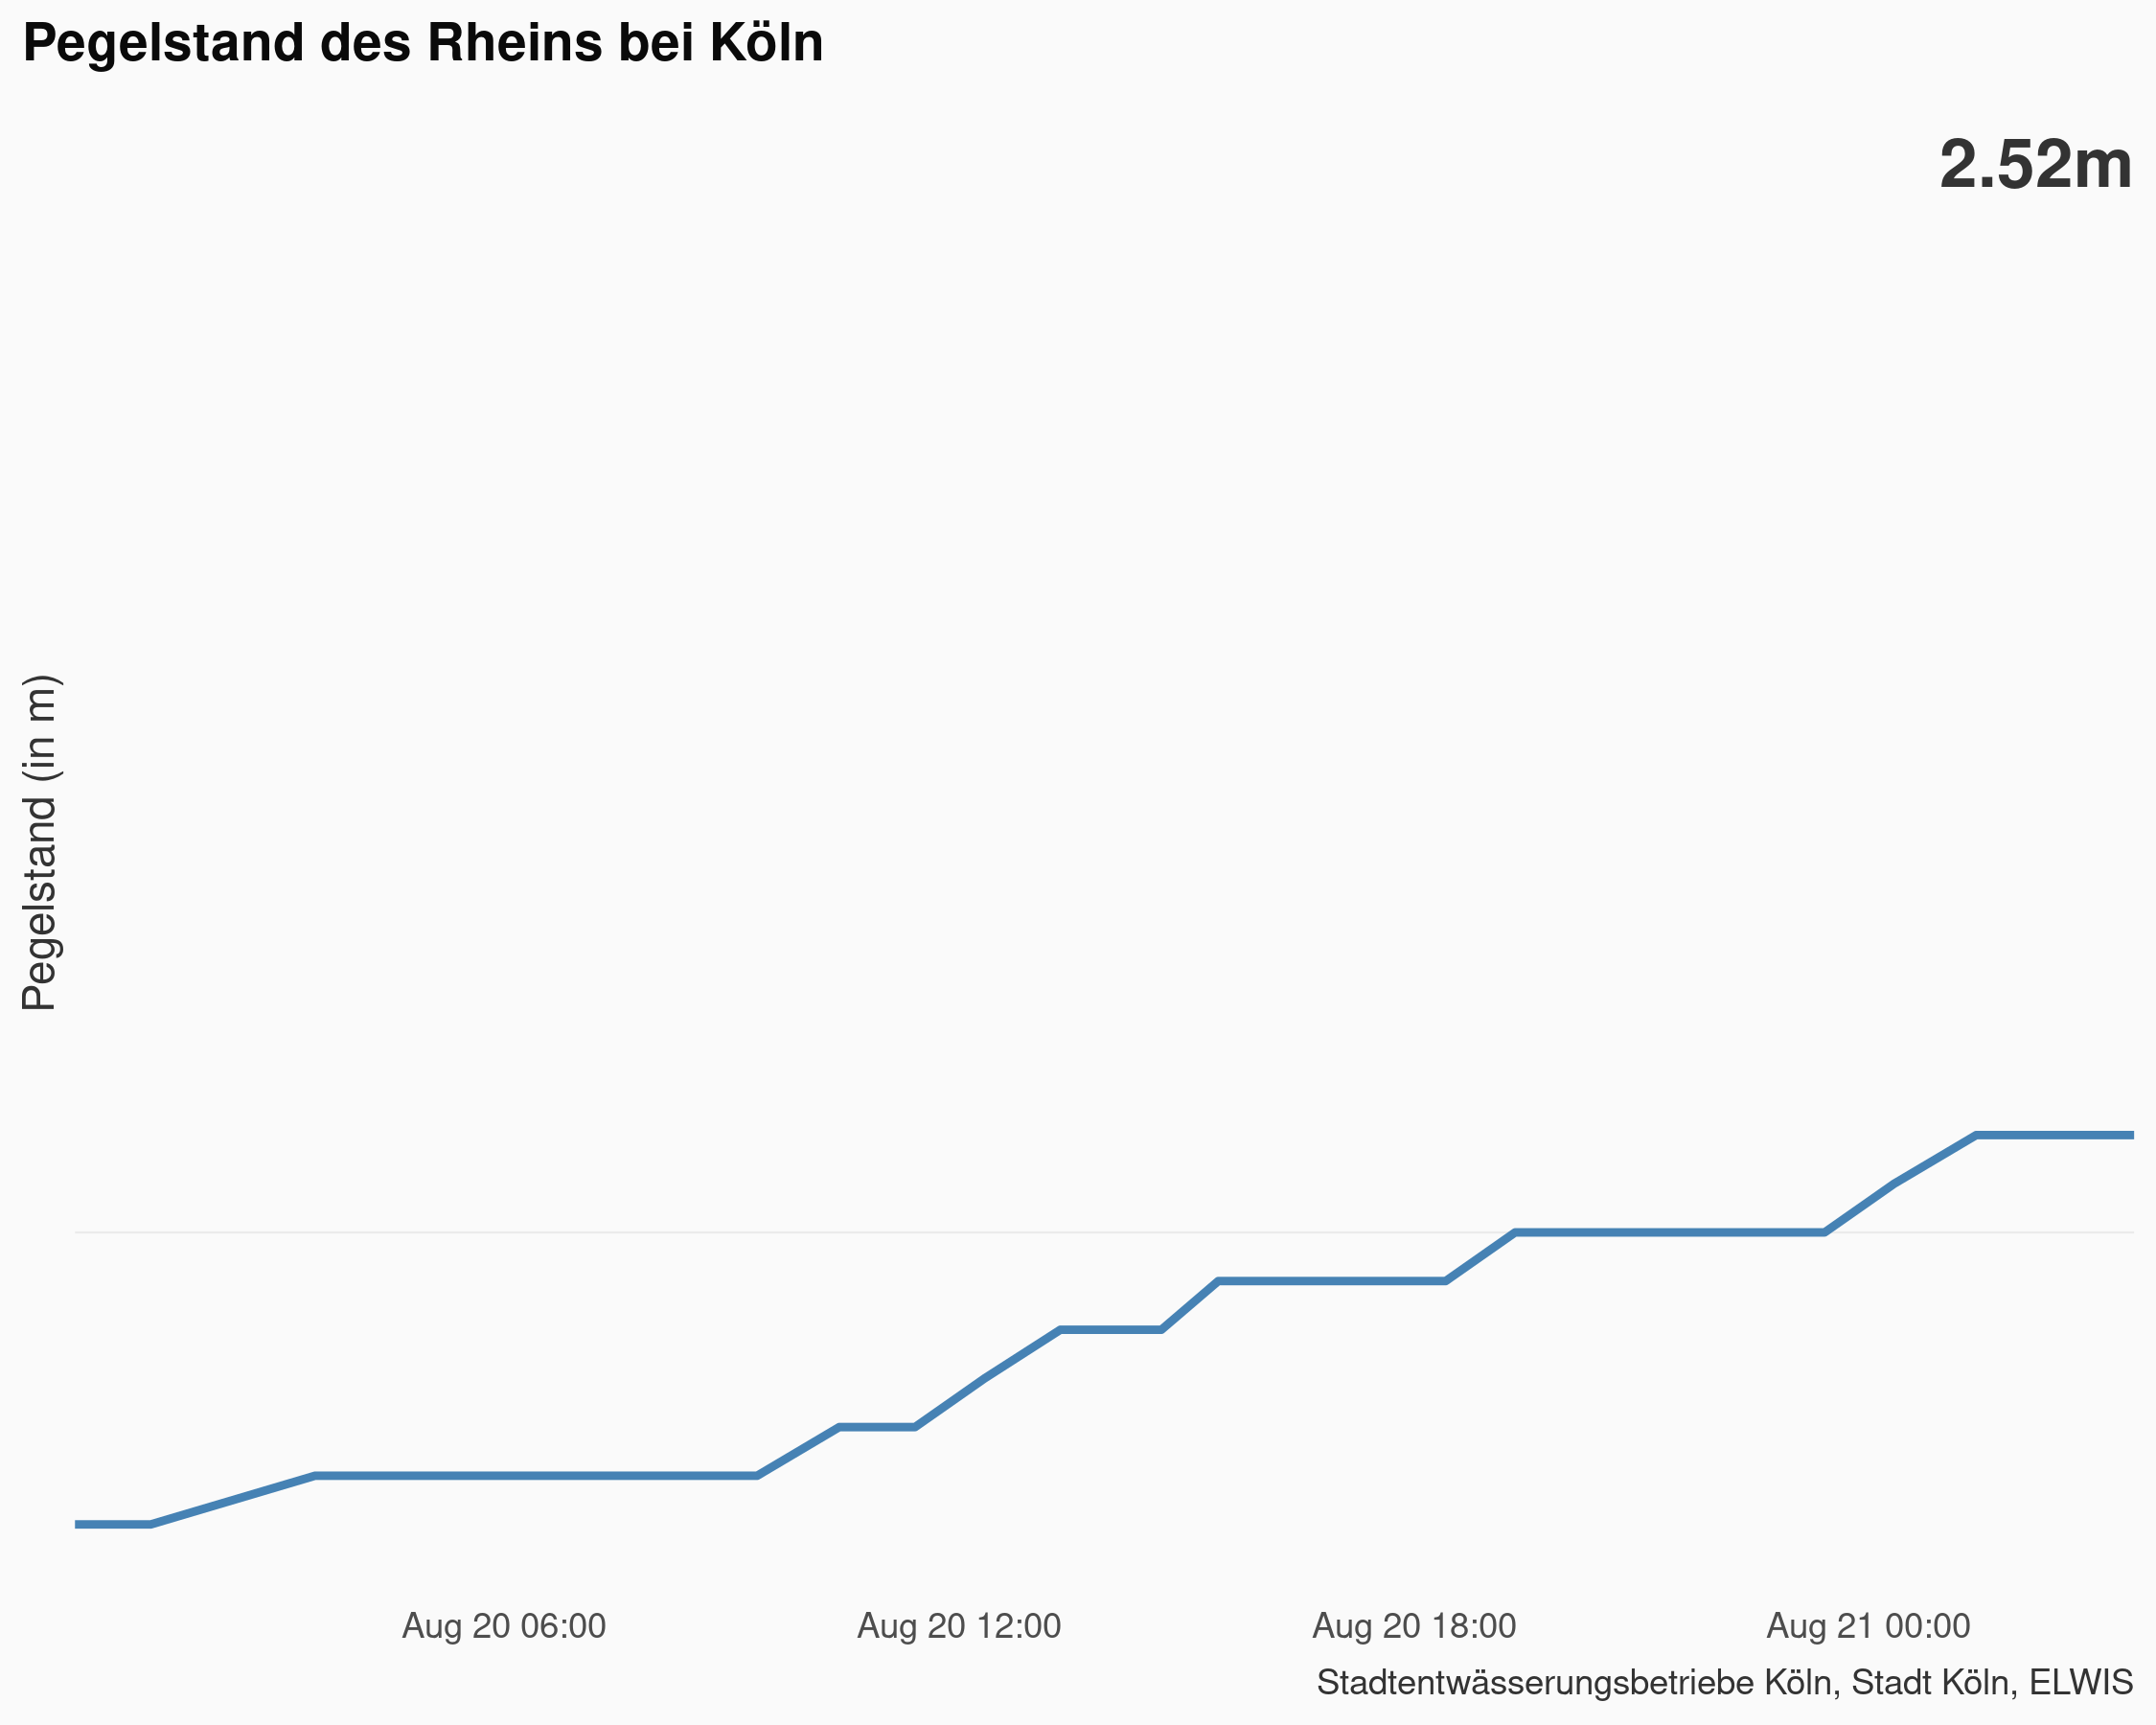 Pegelstand des Rheins bei Köln
2.52m
Pegelstand (in m)
Aug 20 06:00
Aug 20 12:00
Aug 20 18:00
Aug 21 00:00
Stadtentwässerungsbetriebe Köln, Stadt Köln, ELWIS